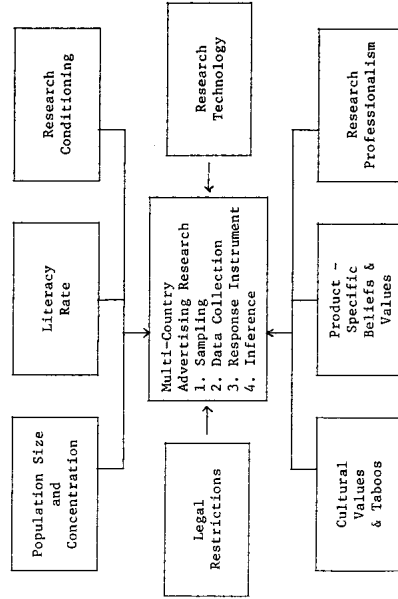 Population Size
and
Concentration
Literacy
Rate
Research
Conditioning
Legal
Restrictions
Multi-Country
Advertising Research
1. Sampling
2. Data Collection
3. Response Instrument
4. Inference
Research
Technology
Cultural
Values
& Taboos
Product -
Specific
Beliefs &
Values
Research
Professionalism